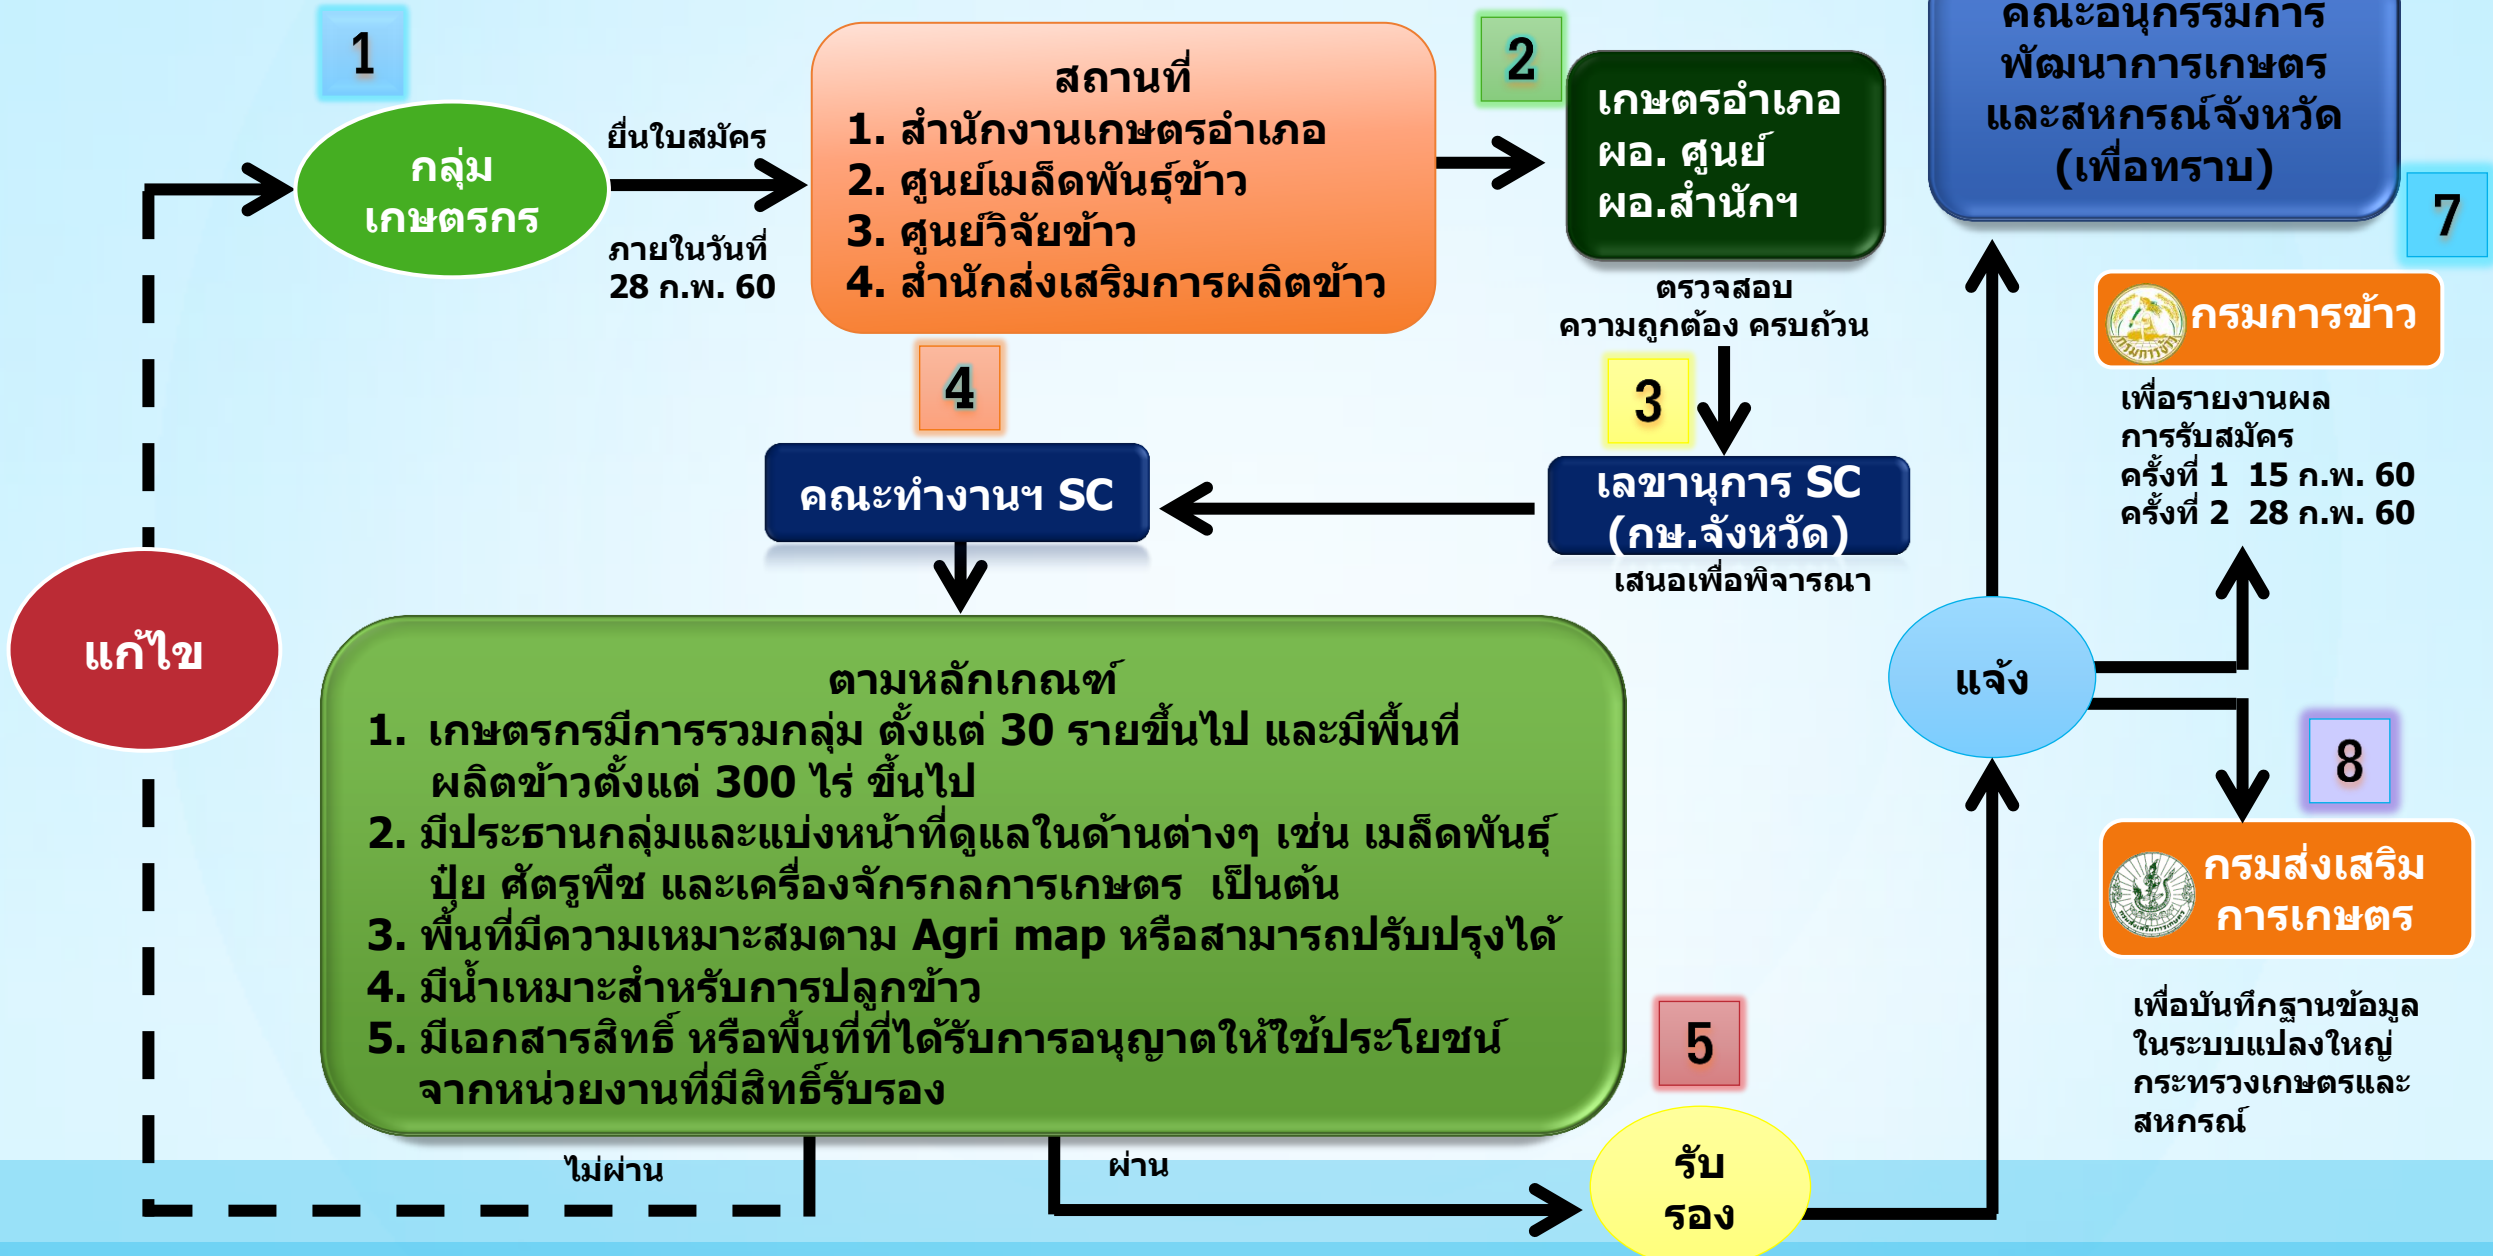 1
กลุ่ม
เกษตรกร
ยื่นใบสมัคร
ภายในวันที่
28 ก.พ. 60
สถานที่
1. สำนักงานเกษตรอำเภอ
2. ศูนย์เมล็ดพันธุ์ข้าว
3. ศูนย์วิจัยข้าว
4. สำนักส่งเสริมการผลิตข้าว
2
เกษตรอำเภอ
ผอ. ศูนย์
ผอ.สำนักฯ
ตรวจสอบ
ความถูกต้อง ครบถ้วน
3
เลขานุการ SC
(กษ.จังหวัด)
เสนอเพื่อพิจารณา
4
คณะทำงานฯ SC
ตามหลักเกณฑ์
1. เกษตรกรมีการรวมกลุ่ม ตั้งแต่ 30 รายขึ้นไป และมีพื้นที่
ผลิตข้าวตั้งแต่ 300 ไร่ ขึ้นไป
2. มีประธานกลุ่มและแบ่งหน้าที่ดูแลในด้านต่างๆ เช่น เมล็ดพันธุ์
ปุ๋ย ศัตรูพืช และเครื่องจักรกลการเกษตร เป็นต้น
3. พื้นที่มีความเหมาะสมตาม Agri map หรือสามารถปรับปรุงได้
4. มีน้ำเหมาะสำหรับการปลูกข้าว
5. มีเอกสารสิทธิ์ หรือพื้นที่ที่ได้รับการอนุญาตให้ใช้ประโยชน์
จากหน่วยงานที่มีสิทธิ์รับรอง
ไม่ผ่าน
แก้ไข
ผ่าน
5
รับ
รอง
แจ้ง
คณะอนุกรรมการ
พัฒนาการเกษตร
และสหกรณ์จังหวัด
(เพื่อทราบ)
7
กรมการข้าว
กรมการข้าว
เพื่อรายงานผล
การรับสมัคร
ครั้งที่ 1 15 ก.พ. 60
ครั้งที่ 2 28 ก.พ. 60
8
กรมส่งเสริมการเกษตร
กรมส่งเสริม
การเกษตร
เพื่อบันทึกฐานข้อมูล
ในระบบแปลงใหญ่
กระทรวงเกษตรและ
สหกรณ์